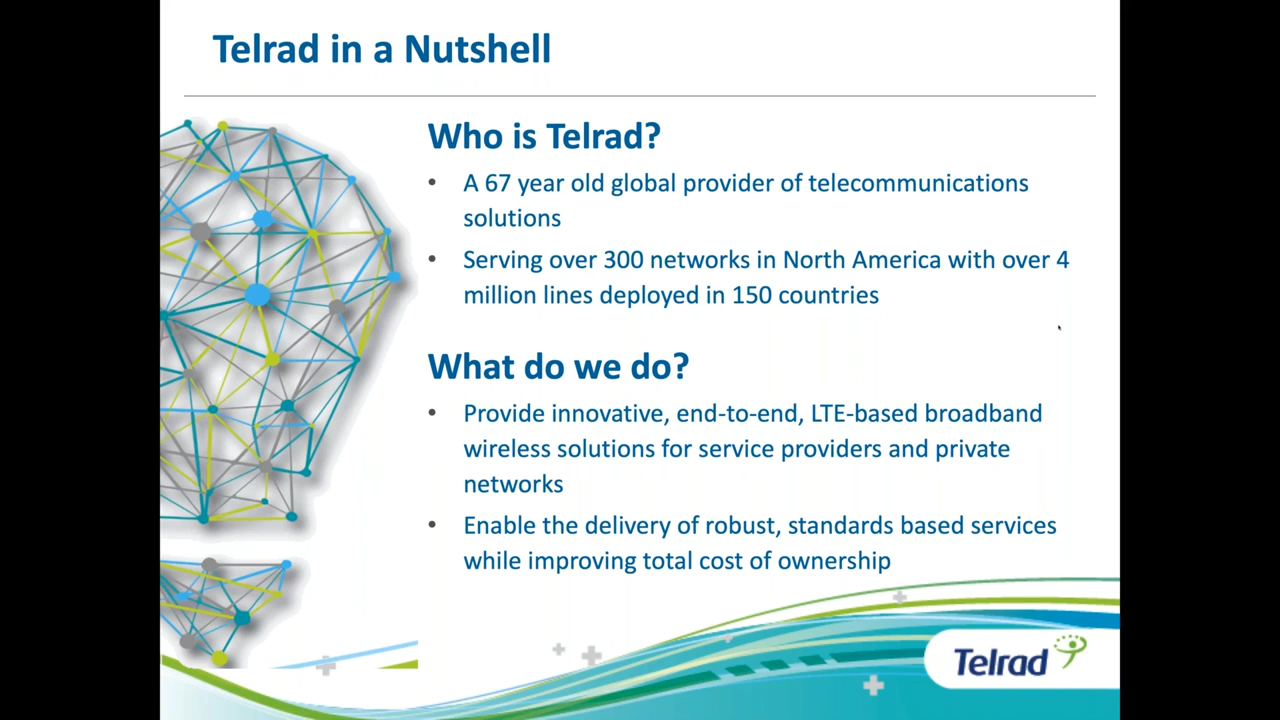 Telrad in a Nutshell
Who is Telrad?
• A 67 year old global provider of telecommunications
solutions
• Serving over 300 networks in North America with over 4
million lines deployed in 150 countries
What do we do?
• Provide innovative, end-to-end, LTE-based broadband
wireless solutions for service providers and private
networks
• Enable the delivery of robust, standards based services
while improving total cost of ownership
Telrad